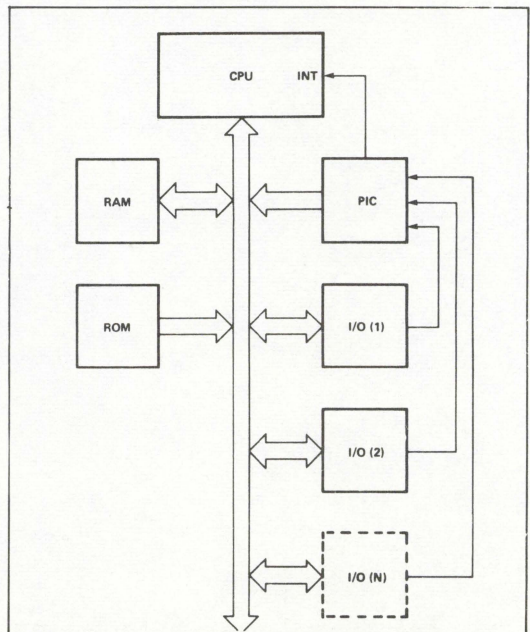 CPU INT
RAM
PIC
ROM
I/O (1)
I/O (2)
I/O (N)